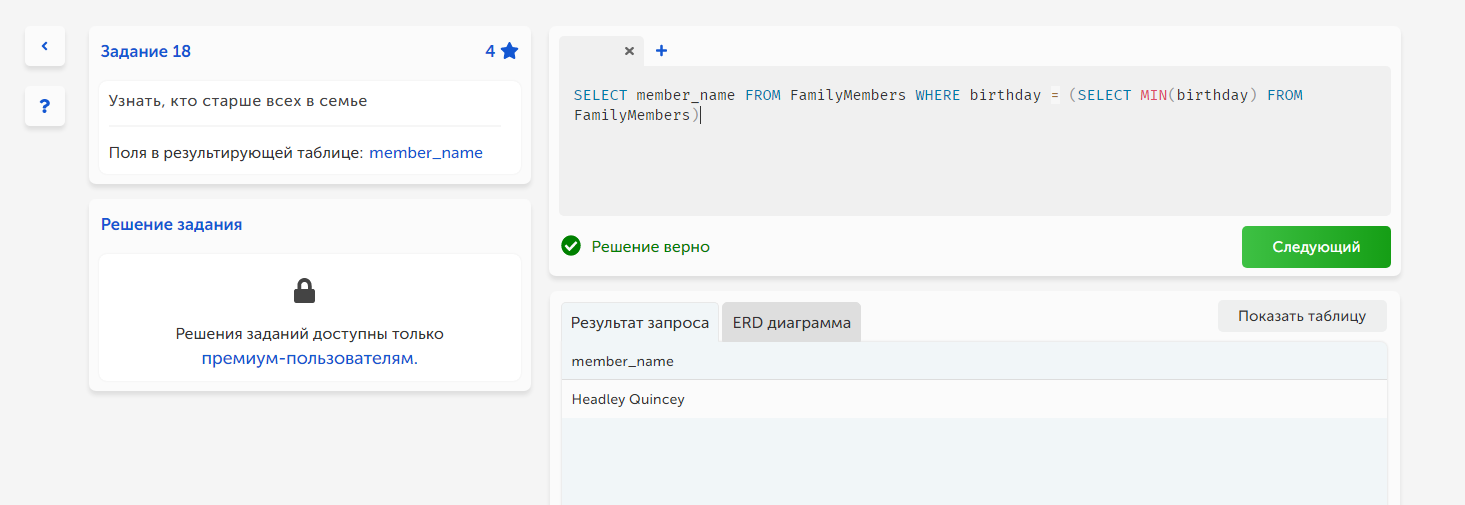 Задание 18
4
Узнать, кто старше всех в семье
Поля в результирующей таблице: member_name
Решение задания
Решения заданий доступны только
премиум-пользователям.
SELECT member_name FROM FamilyMembers WHERE birthday = (SELECT MIN(birthday) FROM
FamilyMembers)
Решение верно
Следующий
Результат запроса
ERD диаграмма
Показать таблицу
member_name
Headley Quincey